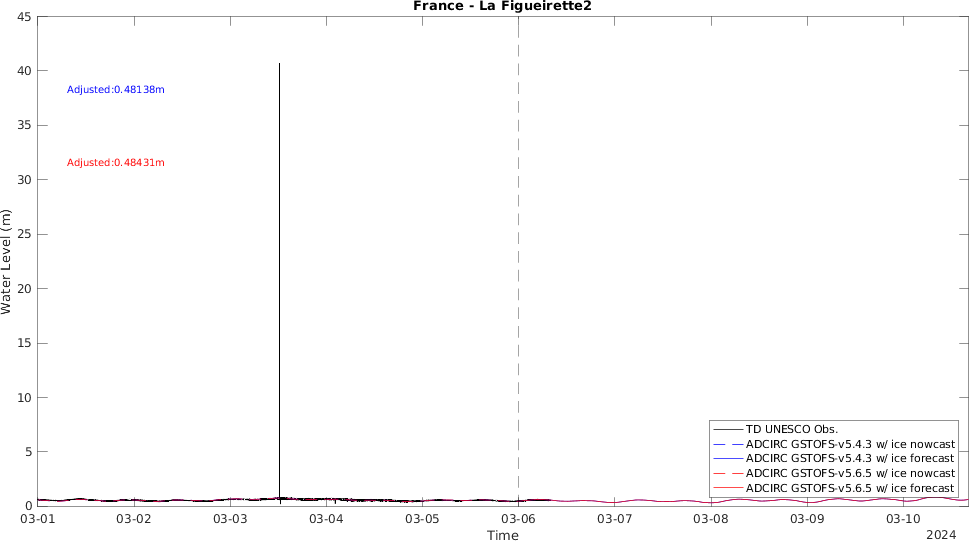 France - La Figueirette2
45
40
35
30
25
20
15
10
5
0
Water Level (m)
Adjusted:0.48138m
Adjusted:0.48431m
TD UNESCO Obs.
ADCIRC GSTOFS-v5.4.3 w/ ice nowcast
ADCIRC GSTOFS-v5.4.3 w/ ice forecast
ADCIRC GSTOFS-v5.6.5 w/ ice nowcast
ADCIRC GSTOFS-v5.6.5 w/ ice forecast
03-01 03-02 03-03 03-04 03-05 03-06 03-07 03-08 03-09 03-10
Time
2024